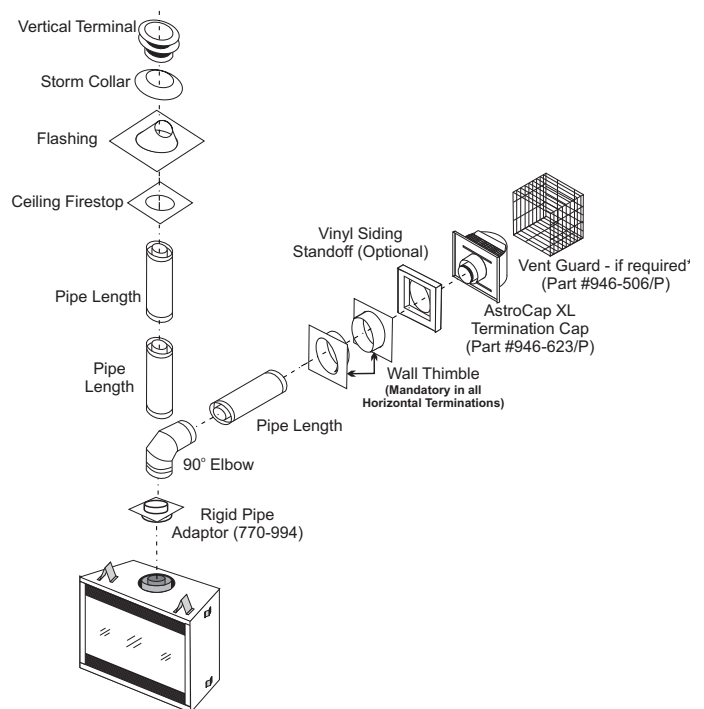 Vertical Terminal
Storm Collar
Flashing
Ceiling Firestop
Pipe Length
Pipe
Length
90° Elbow
Rigid Pipe
Adaptor (770-994)
Pipe Length
Wall Thimble
(Mandatory in all
Horizontal Terminations)
Vinyl Siding
Standoff (Optional)
AstroCap XL
Termination Cap
(Part #946-623/P)
Vent Guard - if required*
(Part #946-506/P)